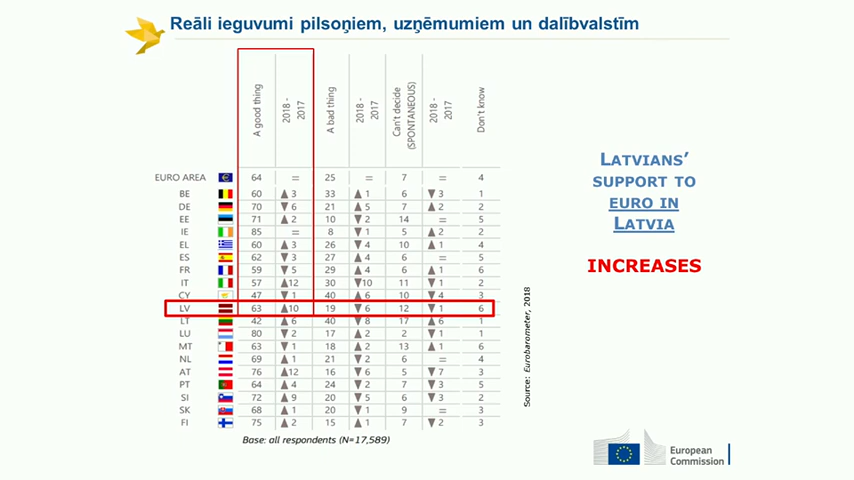 Reāli ieguvumi pilsoņiem, uzņēmumiem un dalībvalstīm
A good thing
2018 - 2017
A bad thing
2018 - 2017
Can't decide (SPONTANEOUS)
2018 - 2017
Don't know
EURO AREA 64 = 25 = 7 = 4
BE 60 ▲ 3 33 ▲ 1 6 ▼ 3 1
DE 70 ▼ 6 21 ▲ 5 7 ▲ 2 2
EE 71 ▲ 2 10 ▼ 2 14 = 5
IE 85 = 8 ▼ 1 5 ▲ 2 2
EL 60 ▲ 3 26 ▼ 4 10 ▲ 1 4
ES 62 ▼ 3 27 ▲ 4 6 = 5
FR 59 ▼ 5 29 ▲ 4 6 ▲ 1 6
IT 57 ▲ 12 30 ▼ 10 11 ▼ 1 2
CY 47 ▼ 1 40 ▲ 6 10 ▼ 4 3
LV 63 ▲ 10 19 ▼ 6 12 ▼ 1 6
LT 42 ▲ 6 40 ▼ 8 17 ▲ 6 1
LU 80 ▼ 2 17 ▲ 2 2 ▼ 1 1
MT 63 ▼ 1 18 ▲ 2 13 ▲ 1 6
NL 69 ▲ 1 21 ▼ 2 6 = 4
AT 76 ▲ 12 16 ▼ 6 5 ▼ 7 3
PT 64 ▲ 4 24 ▼ 2 7 ▼ 3 5
SI 72 ▲ 9 20 ▼ 5 6 ▼ 3 2
SK 68 ▲ 1 20 ▼ 1 9 = 3
FI 75 ▲ 2 15 ▲ 1 7 ▼ 2 3
Base: all respondents (N=17,589)
Source: Eurobarometer, 2018
LATVIANS'
SUPPORT TO
EURO IN
LATVIA
INCREASES
European
Commission